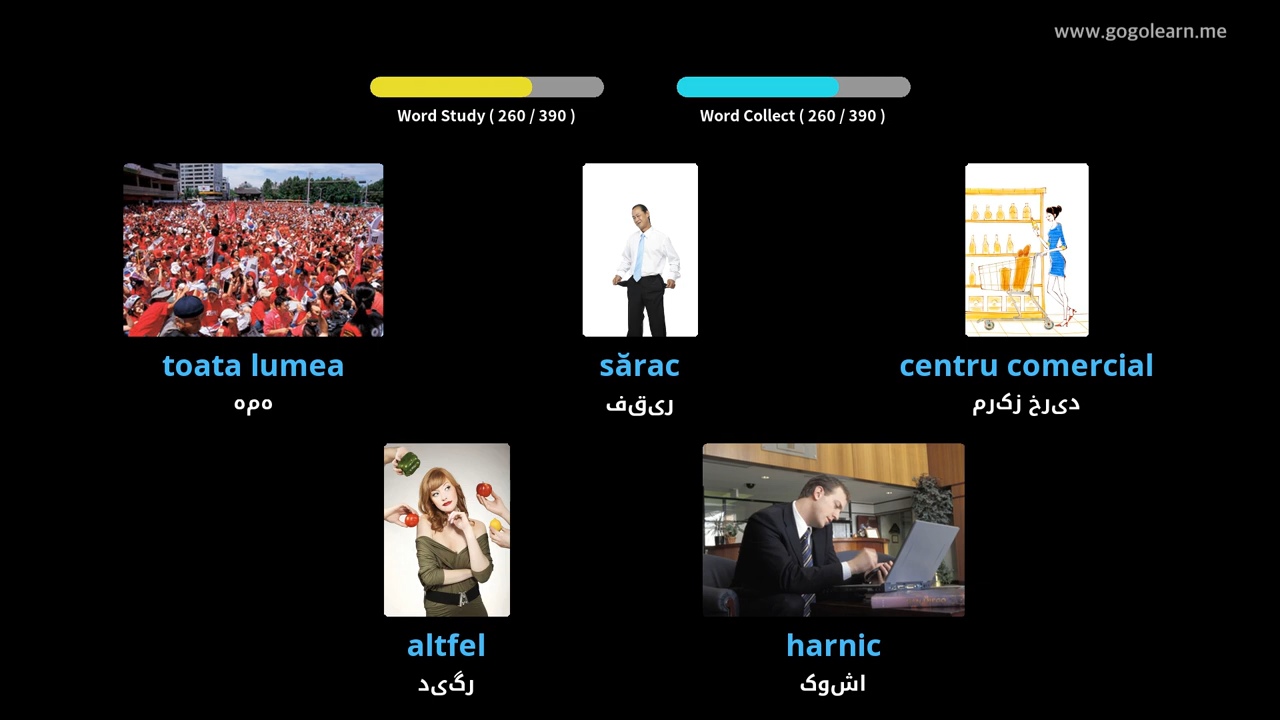 www.gogolearn.me
Word Study ( 260 / 390 )
Word Collect ( 260 / 390 )
toata lumea
sărac
centru comercial
همه
ریقف
دیرخ زکرم
altfel
harnic
رگید
اشوک